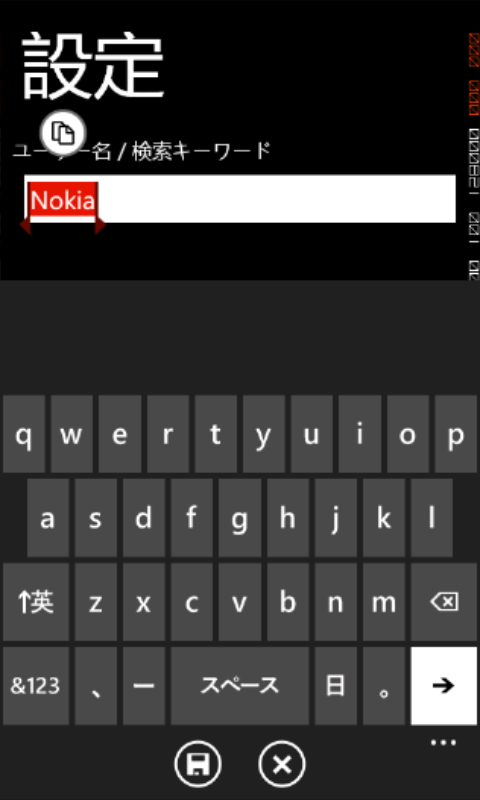 設定
ユーザー名 / 検索キーワード
Nokia
q w e r t y u i o p
a s d f g h j k l
↑英 z x c v b n m
&123 、 ー スペース 日 。 →